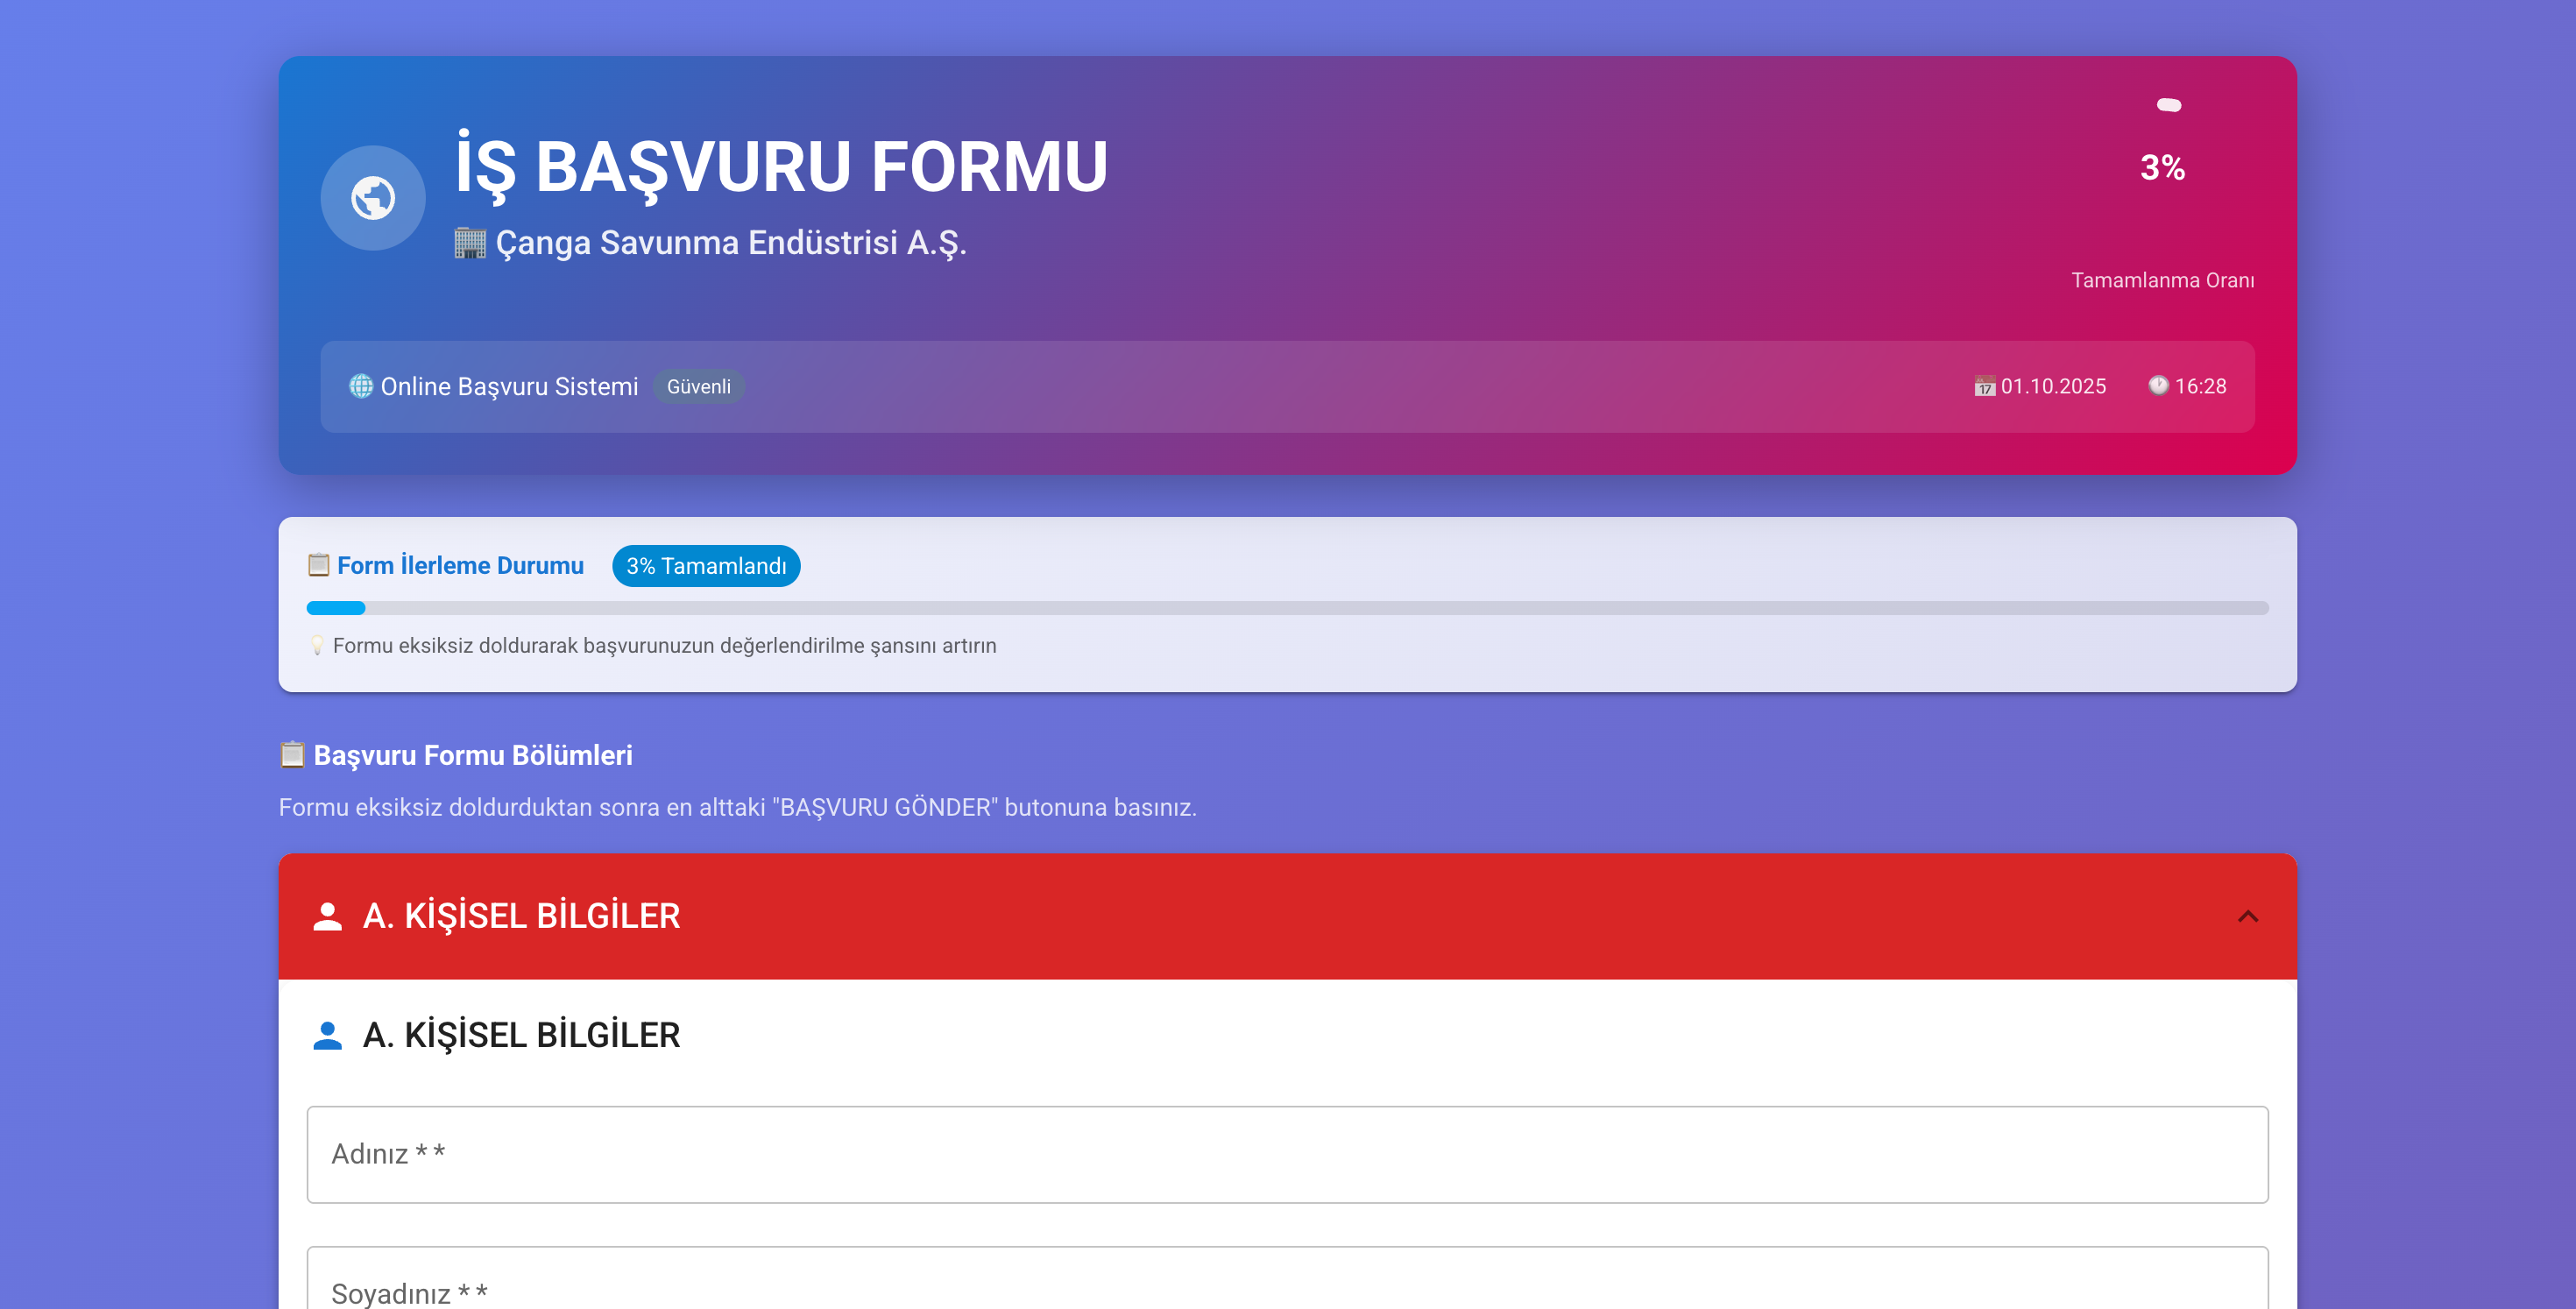 İŞ BAŞVURU FORMU
🏢 Çanga Savunma Endüstrisi A.Ş.
3%
Tamamlanma Oranı
🌐 Online Başvuru Sistemi Güvenli
📅 01.10.2025 🕐 16:28
📋 Form İlerleme Durumu 3% Tamamlandı
💡 Formu eksiksiz doldurarak başvurunuzun değerlendirilme şansını artırın
📋 Başvuru Formu Bölümleri
Formu eksiksiz doldurduktan sonra en alttaki "BAŞVURU GÖNDER" butonuna basınız.
A. KİŞİSEL BİLGİLER
A. KİŞİSEL BİLGİLER
Adınız * *
Soyadınız * *